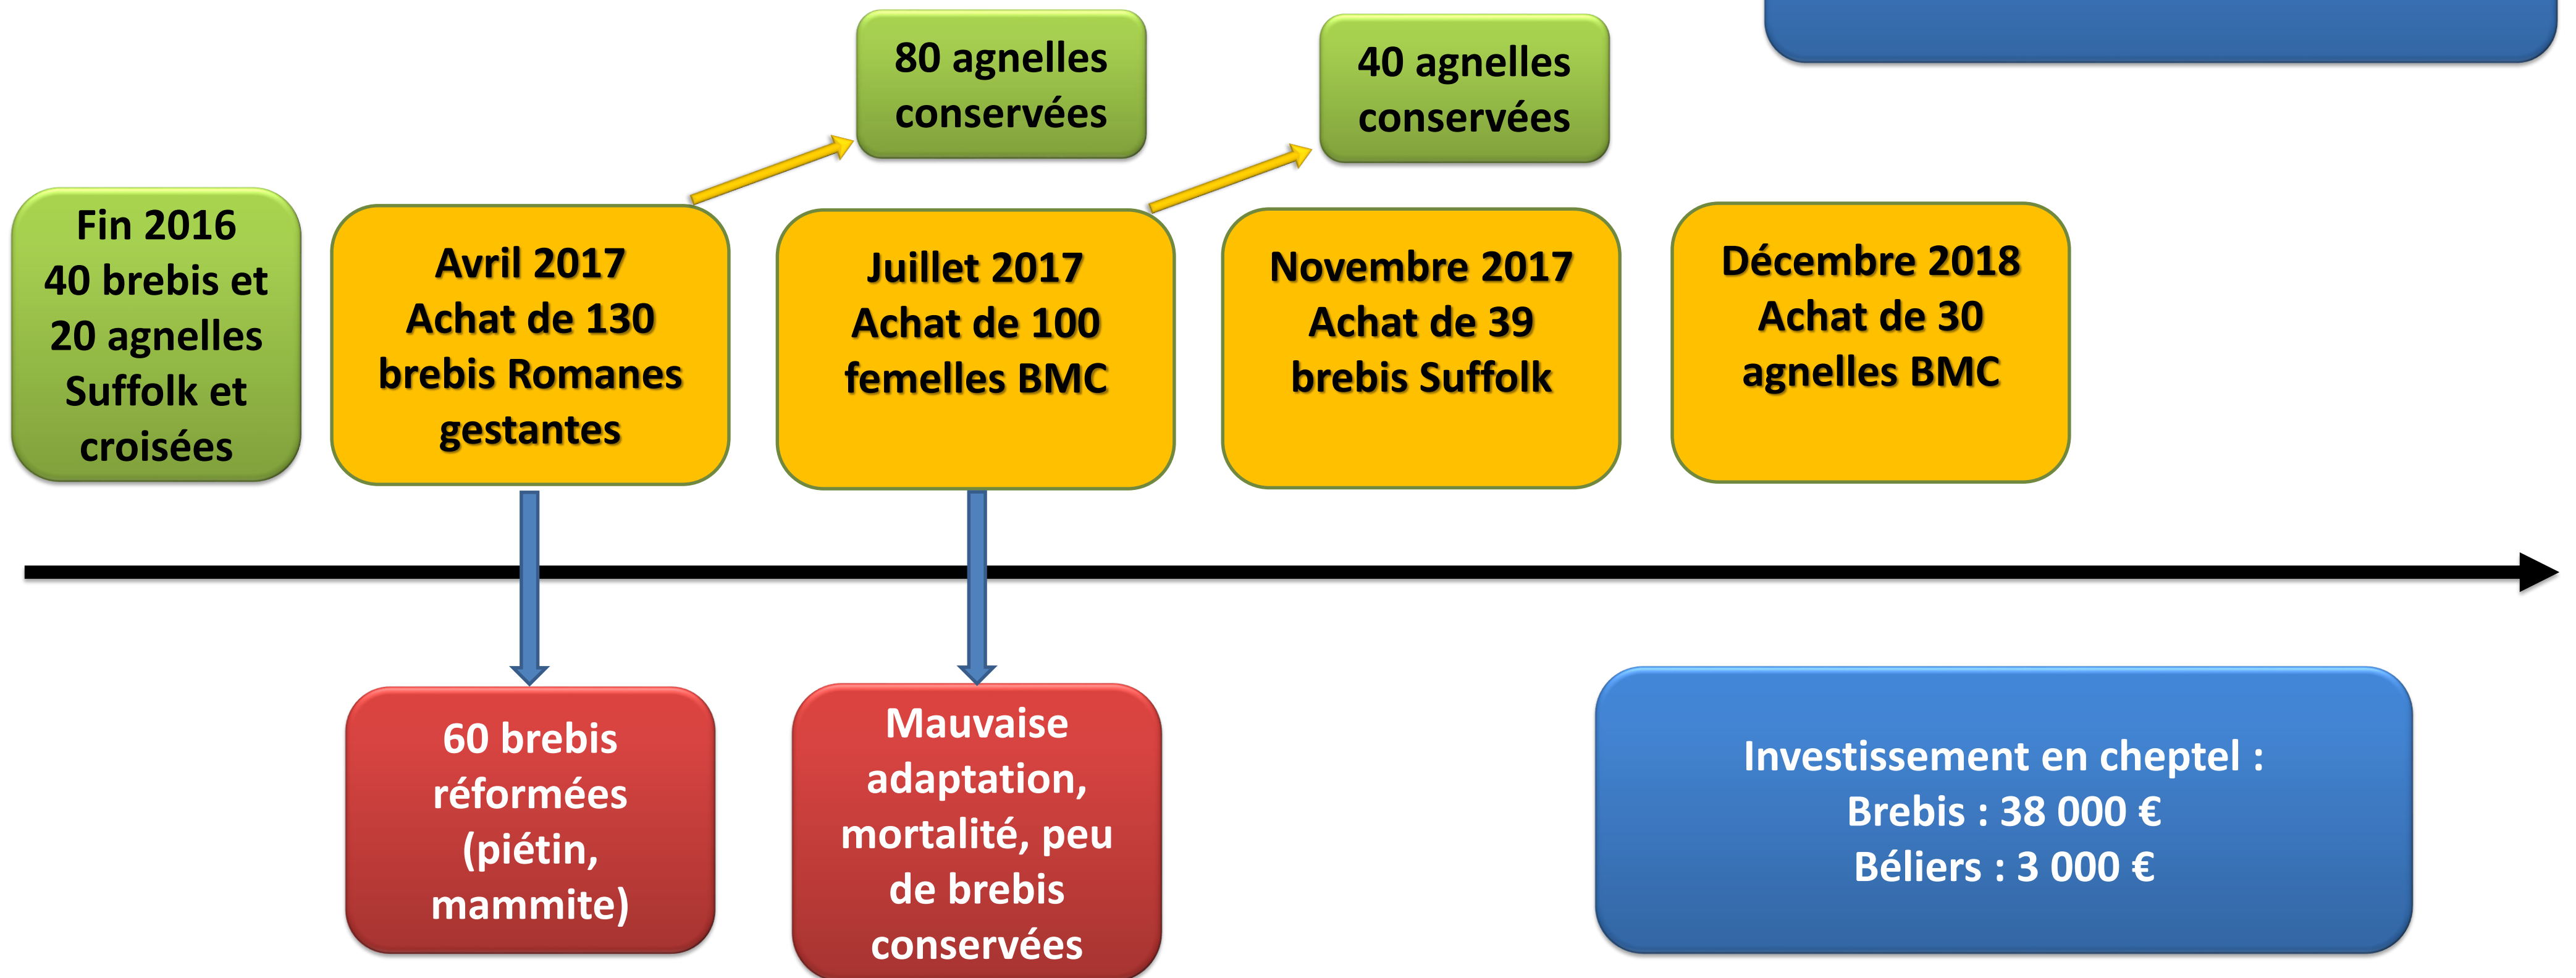 80 agnelles
conservées
40 agnelles
conservées
Fin 2016
40 brebis et
20 agnelles
Suffolk et
croisées
Avril 2017
Achat de 130
brebis Romanes
gestantes
Juillet 2017
Achat de 100
femelles BMC
Novembre 2017
Achat de 39
brebis Suffolk
Décembre 2018
Achat de 30
agnelles BMC
60 brebis
réformées
(piétin,
mammite)
Mauvaise
adaptation,
mortalité, peu
de brebis
conservées
Investissement en cheptel :
Brebis : 38 000 €
Béliers : 3 000 €